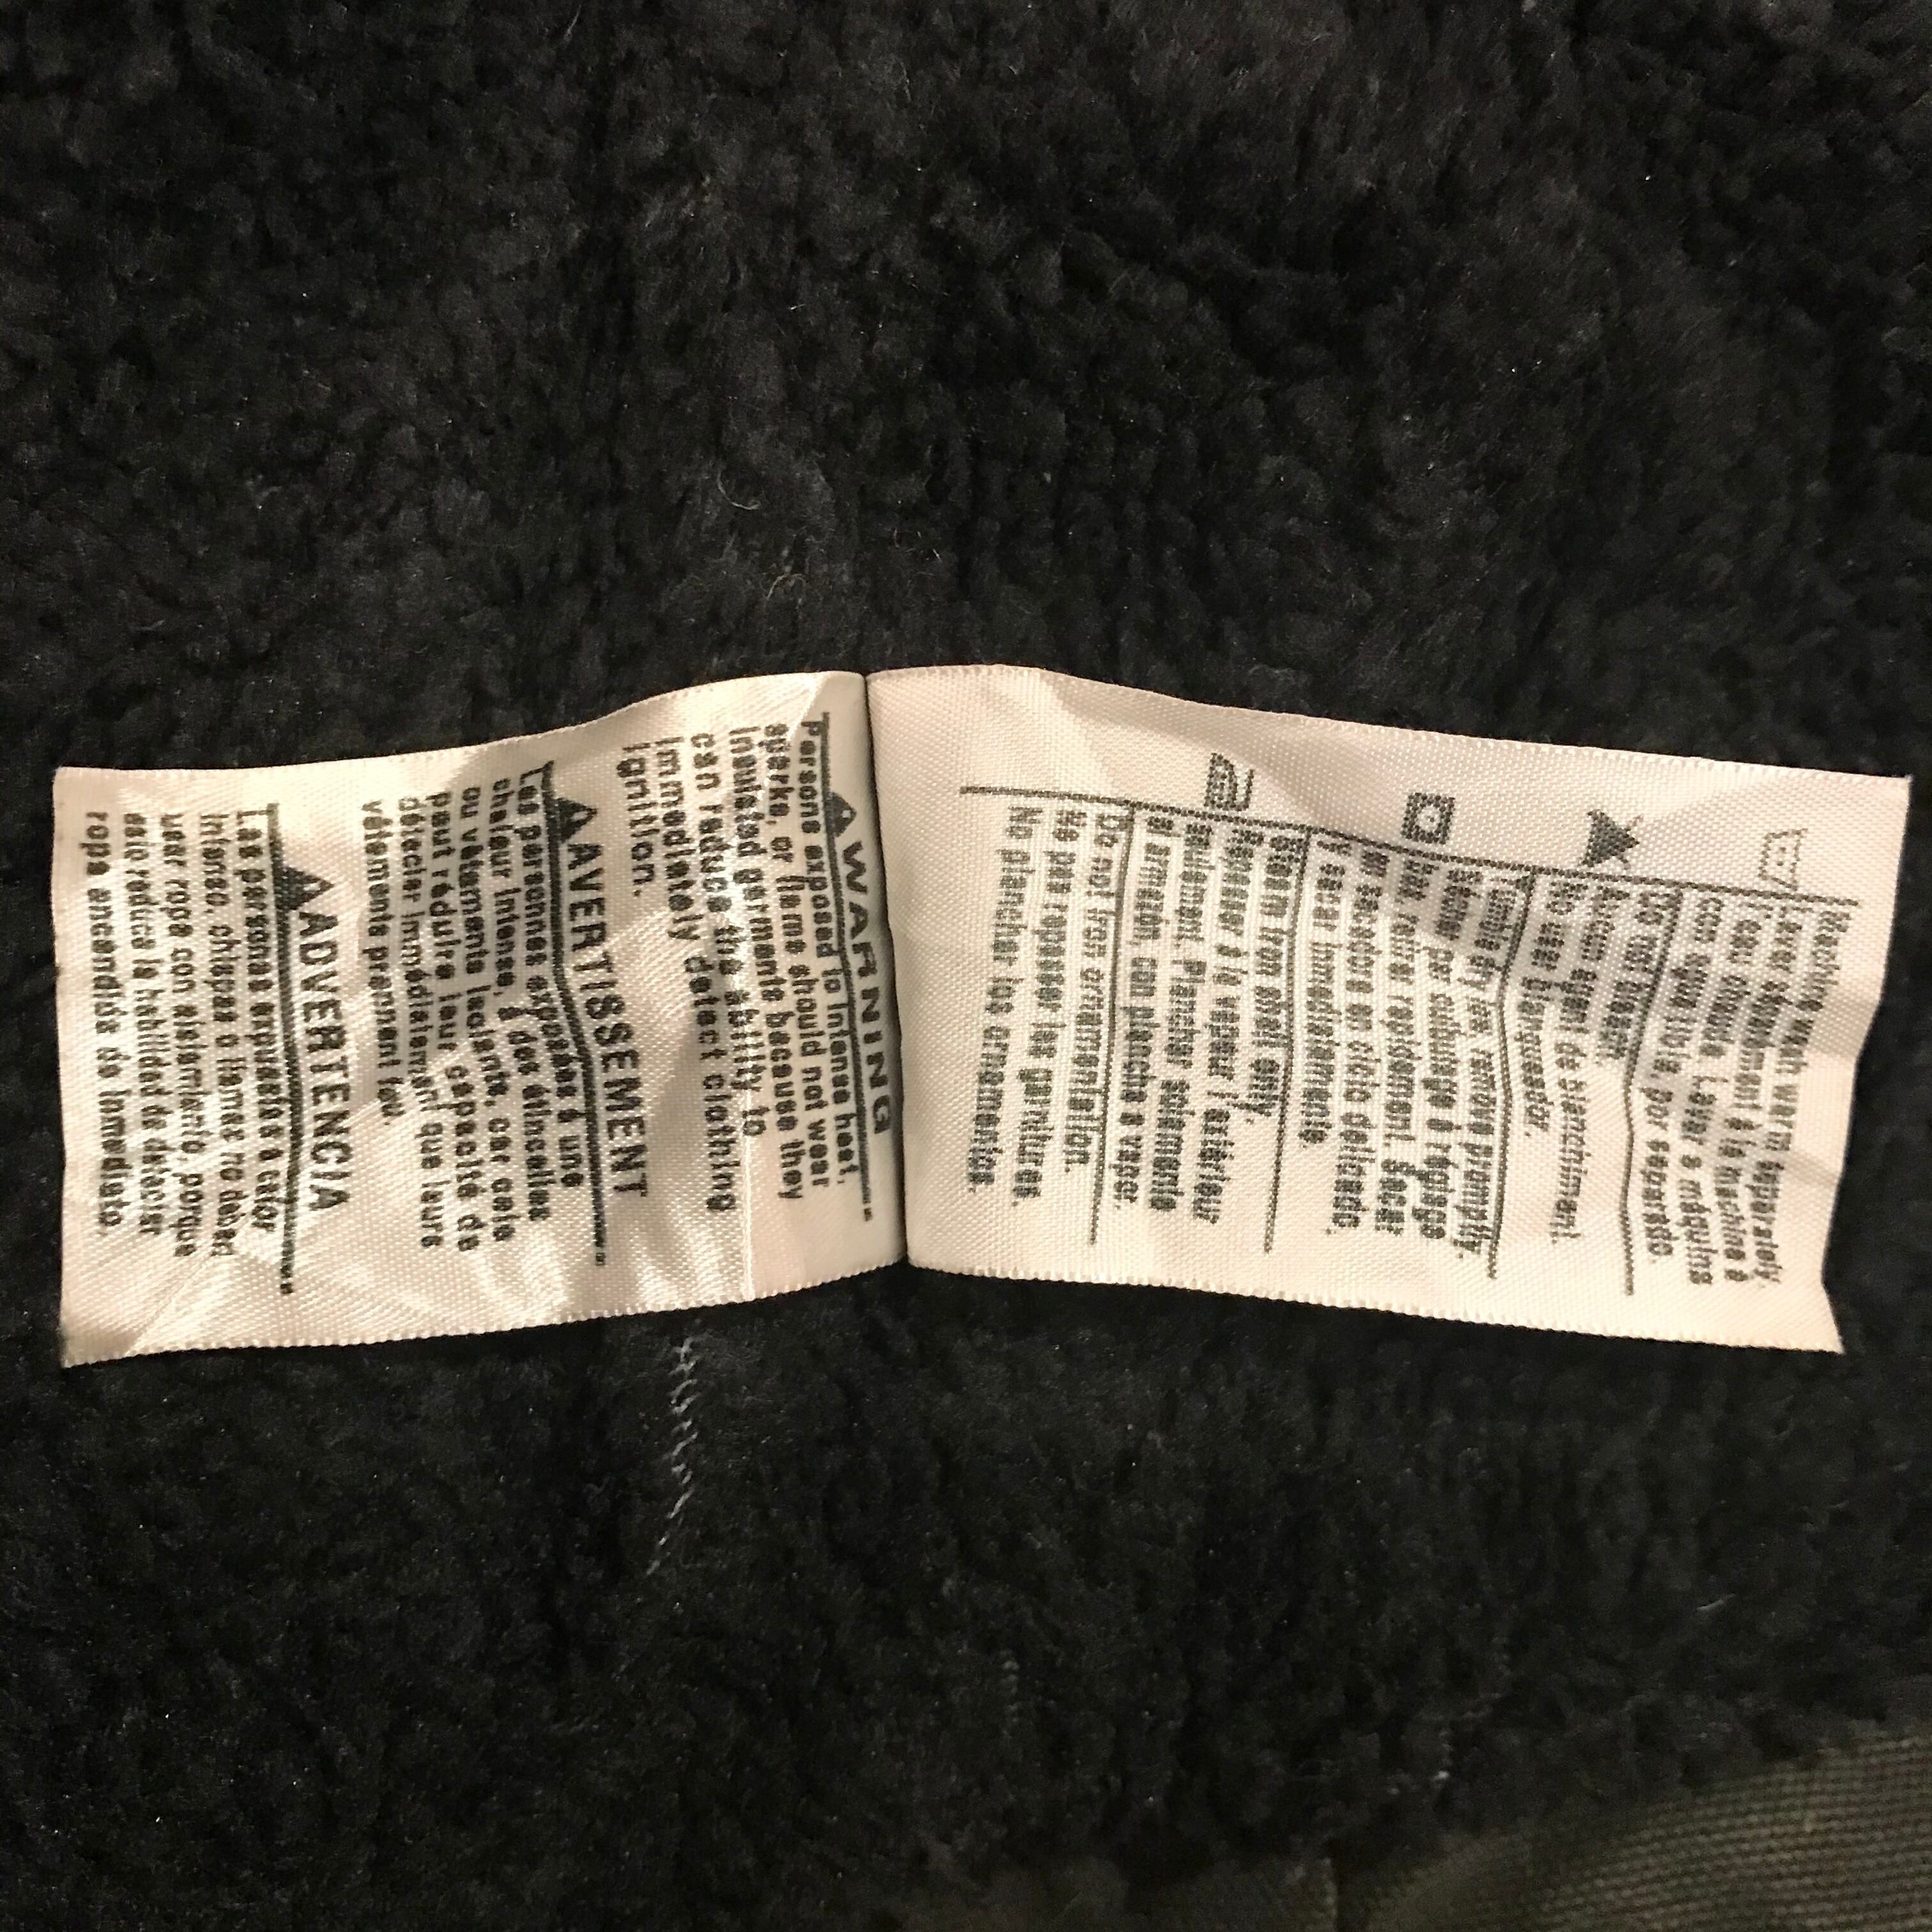 Machine wash warm separately.
Laver séparément à la machine à
l'eau chaude. Lavar a máquina
con agua tibia, por separado.
Do not bleach.
Aucun agent de blanchiment.
No usar blanqueador.
Tumble dry low, remove promptly.
Sécher par culbutage à réglage
bas, retirer rapidement. Secar
en secadora en ciclo delicado,
y sacar inmediatamente.
Steam iron shell only.
Repasser à la vapeur l'extérieur
seulement. Planchar solamente
el armado, con plancha a vapor.
Do not iron ornamentation.
Ne pas repasser les garnitures.
No planchar los ornamentos.
WARNING
Persons exposed to intense heat,
sparks, or flame should not wear
insulated garments because they
can reduce the ability to
immediately detect clothing
ignition.
AVERTISSEMENT
Les personnes exposées à une
chaleur intense, à des étincelles
ou vêtements isolants, car cela
peut réduire leur capacité de
détecter immédiatement que leurs
vêtements prennent feu.
ADVERTENCIA
Las personas expuestas a calor
intenso, chispas o llamas no deben
usar ropa con aislamiento, porque
esto reduce la habilidad de detectar
ropa encendida de inmediato.